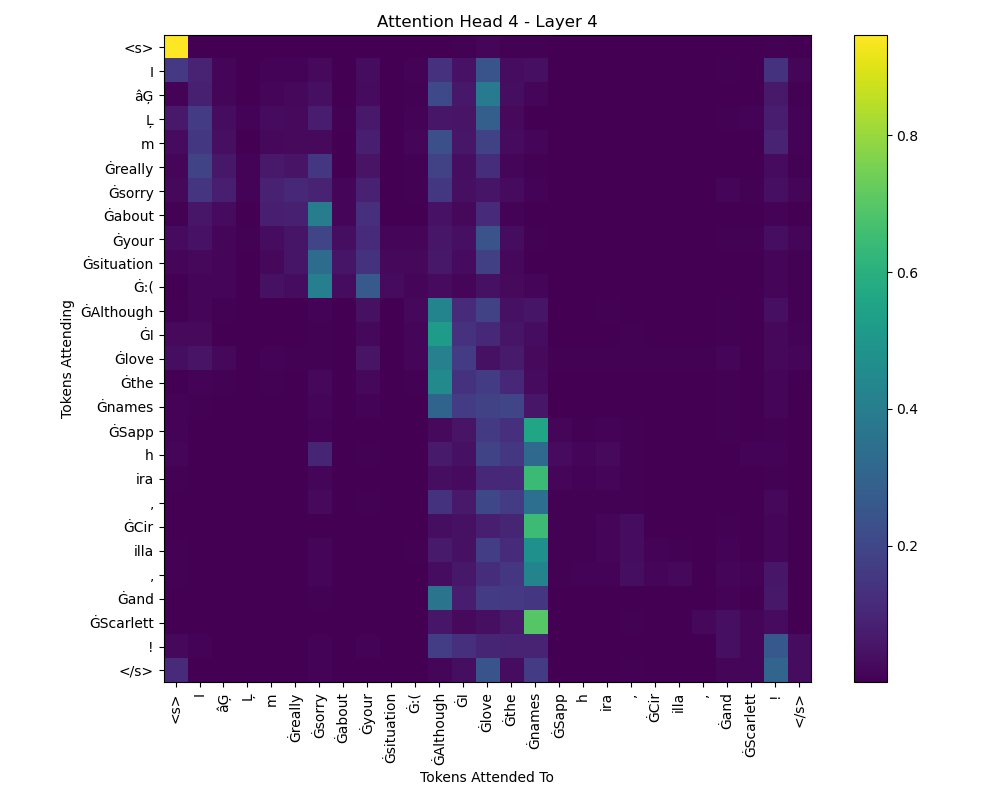 Attention Head 4 - Layer 4
<s>
I
âĢ
Ļ
m
Ġreally
Ġsorry
Ġabout
Ġyour
Ġsituation
Ġ:(
ĠAlthough
ĠI
Ġlove
Ġthe
Ġnames
ĠSapp
h
ira
,
ĠCir
illa
,
Ġand
ĠScarlett
!
</s>
Tokens Attending
<s>
I
âĢ
Ļ
m
Ġreally
Ġsorry
Ġabout
Ġyour
Ġsituation
Ġ:(
ĠAlthough
ĠI
Ġlove
Ġthe
Ġnames
ĠSapp
h
ira
,
ĠCir
illa
,
Ġand
ĠScarlett
!
</s>
Tokens Attended To
0.8
0.6
0.4
0.2